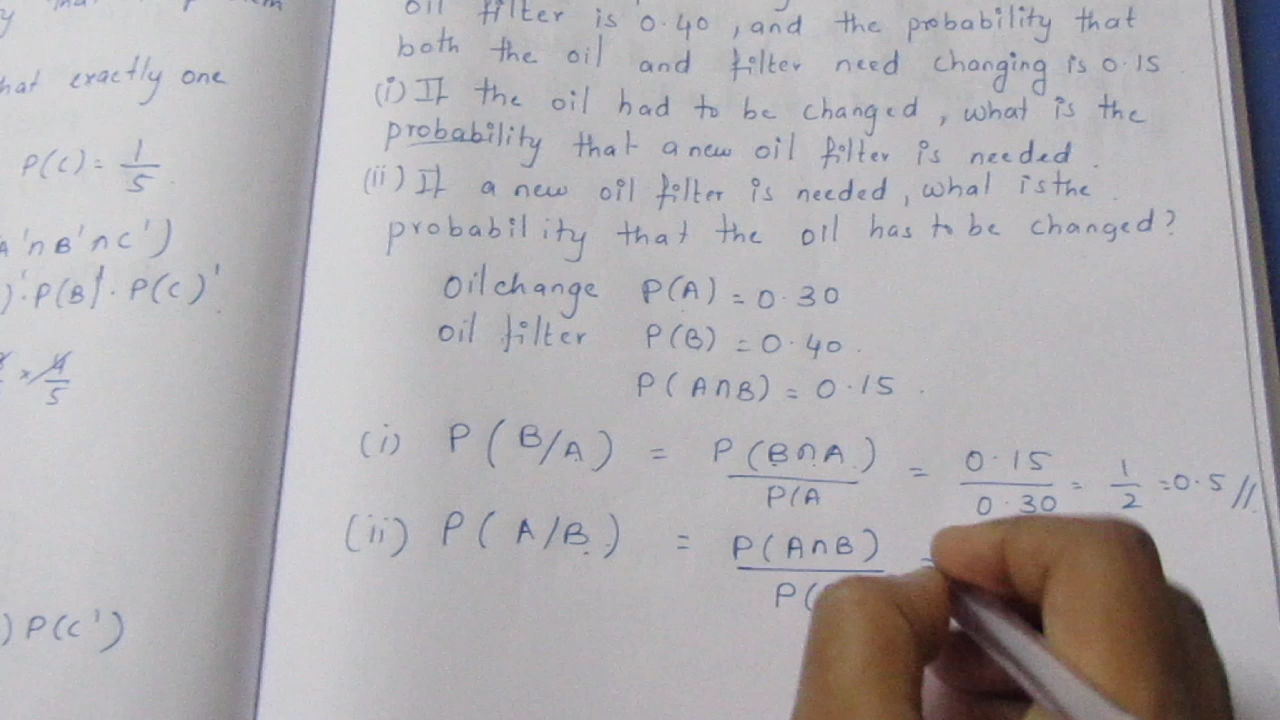 y that
hat exactly one
P(C) = 1/5
A'∩B'∩C')
)'·P(B)'·P(C)'
× 4/5
) P(C')
oil filter is 0.40, and the probability that
both the oil and filter need changing is 0.15
(i) If the oil had to be changed, what is the
probability that a new oil filter is needed.
(ii) If a new oil filter is needed, what is the
probability that the oil has to be changed?
oil change P(A) = 0.30
oil filter P(B) = 0.40.
P(A∩B) = 0.15.
(i) P(B/A) = P(B∩A)/P(A = 0.15/0.30 = 1/2 = 0.5//
(ii) P(A/B) = P(A∩B)/P( =